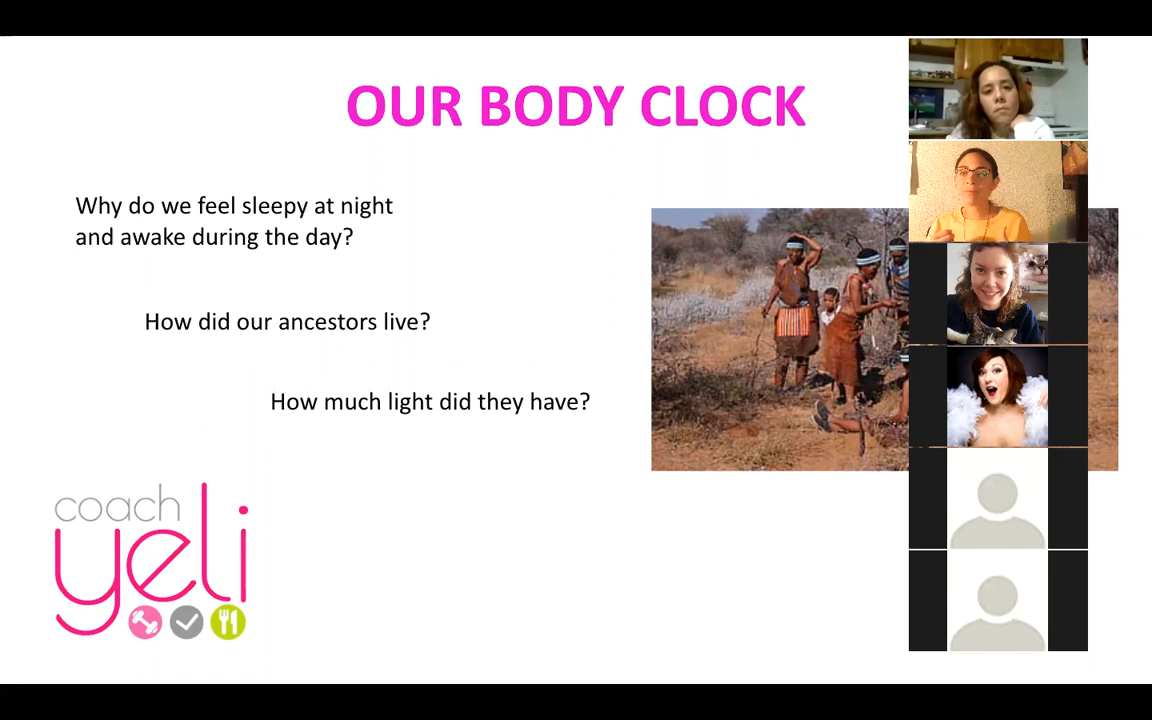 OUR BODY CLOCK
Why do we feel sleepy at night
and awake during the day?
How did our ancestors live?
How much light did they have?
coach
yeli